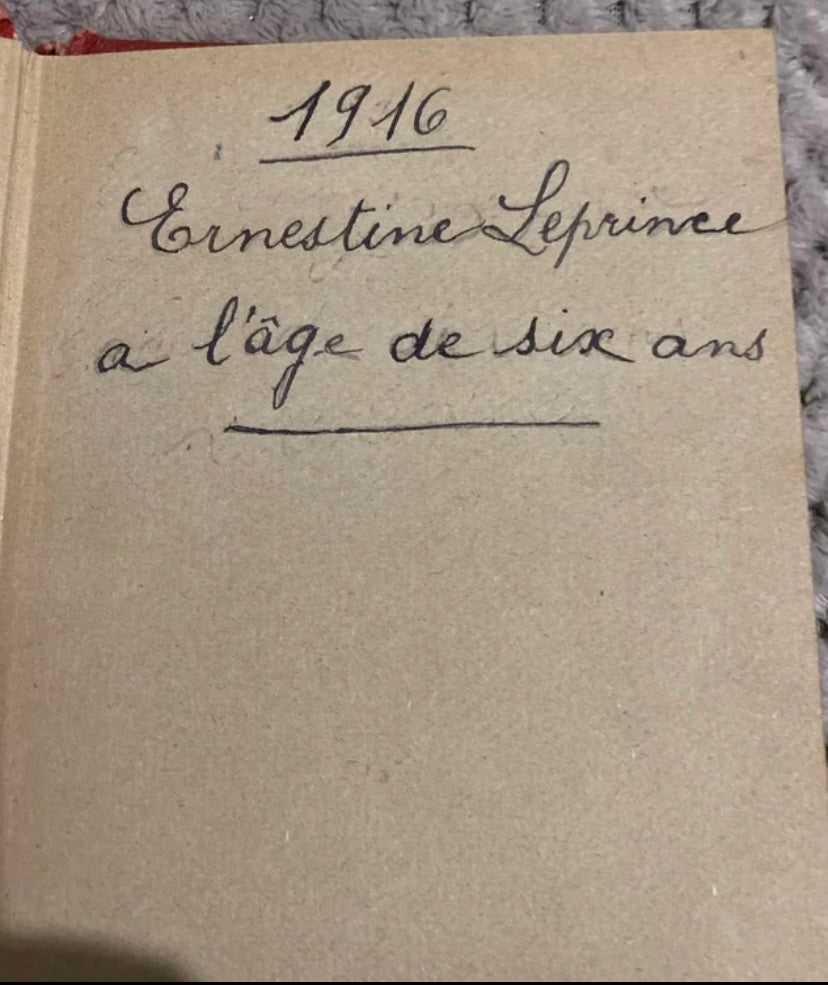 1916
Ernestine Leprince
a l'âge de six ans